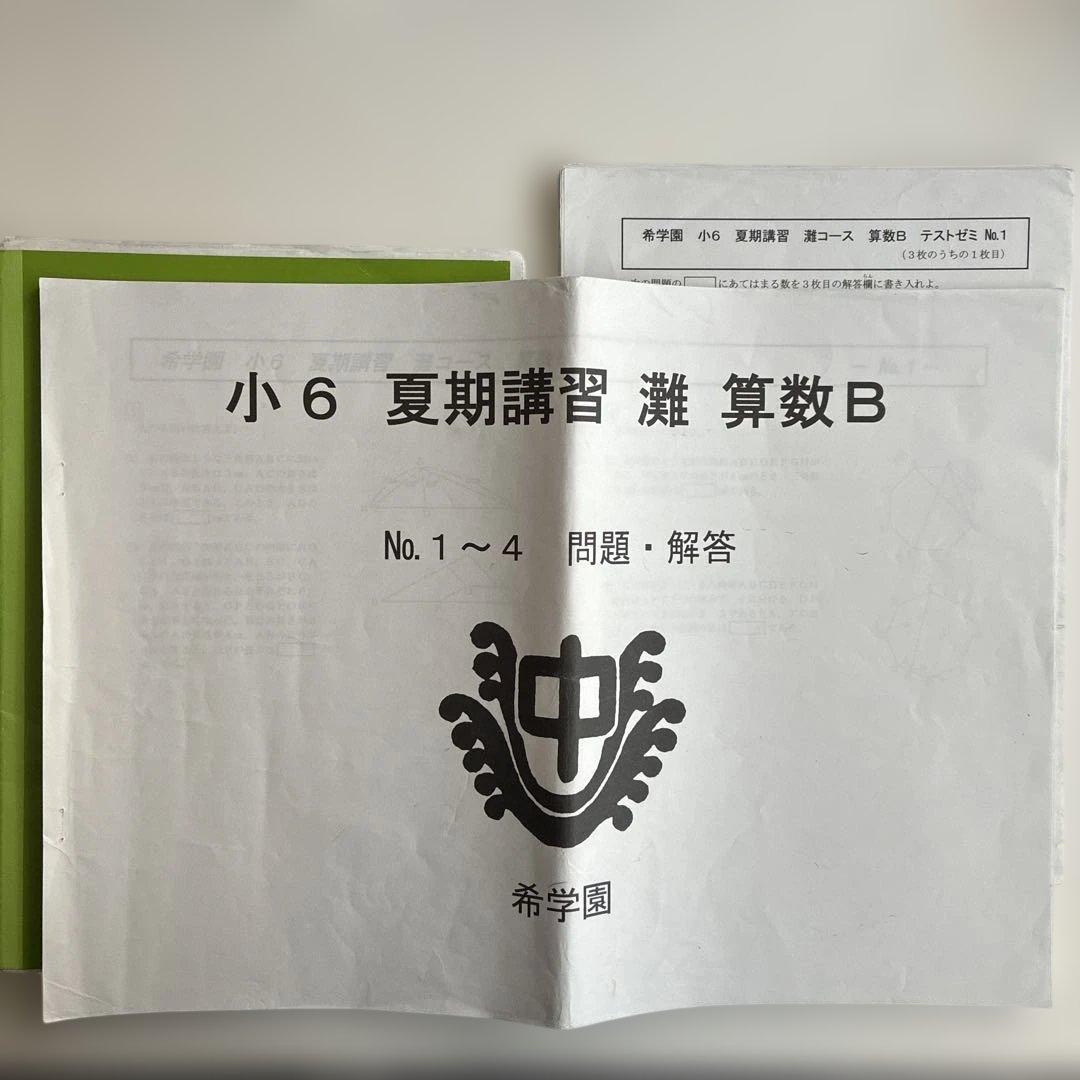 希学園 小6 夏期講習 灘コース 算数B テストゼミ №1
(3枚のうちの1枚目)
にあてはまる数を3枚目の解答欄に書き入れよ。
らん
小6 夏期講習 灘 算数B
№.1～4 問題・解答
中
希学園